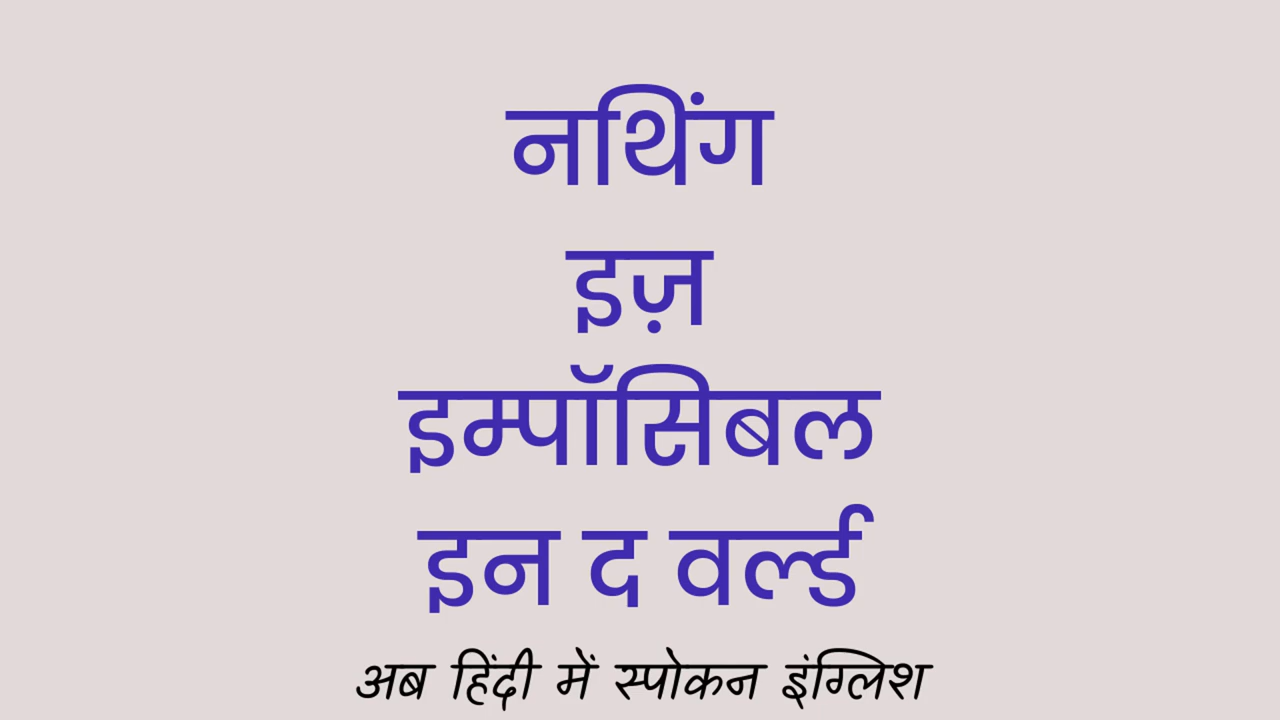 नथिंग
इज़
इम्पॉसिबल
इन द वर्ल्ड
अब हिंदी में स्पोकन इंग्लिश